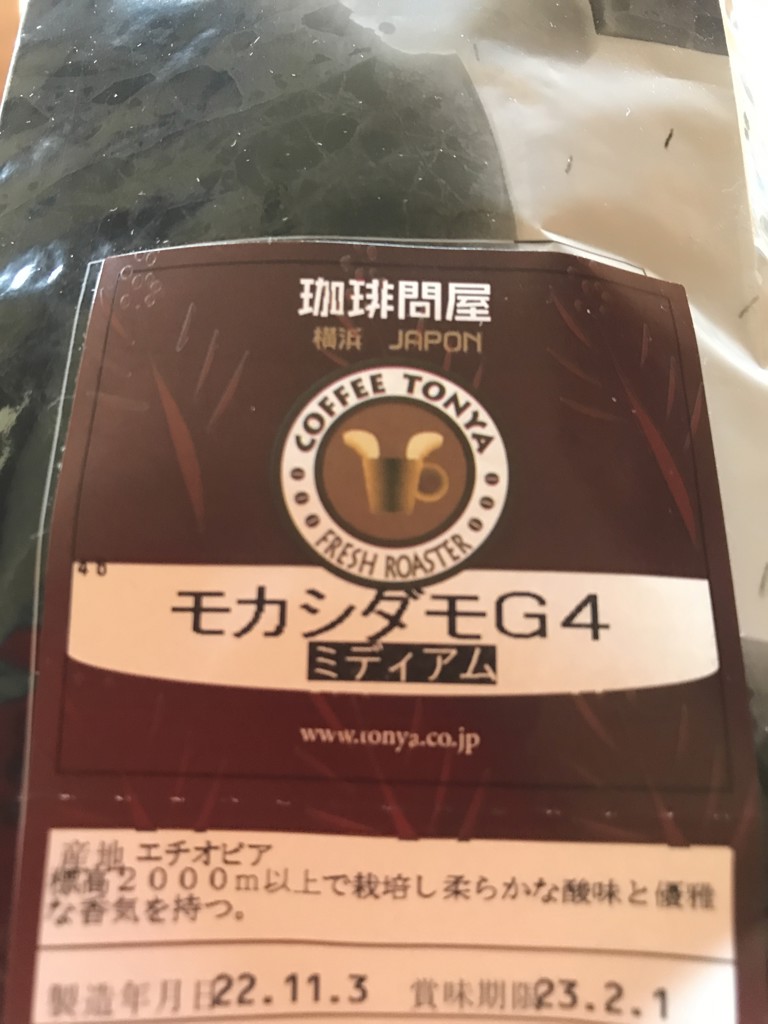 珈琲問屋
横浜 JAPON
COFFEE TONYA
FRESH ROASTER
モカシダモG4
ミディアム
www.tonya.co.jp
産地 エチオピア
標高2000m以上で栽培し柔らかな酸味と優雅
な香気を持つ。
製造年月日22.11.3 賞味期限23.2.1